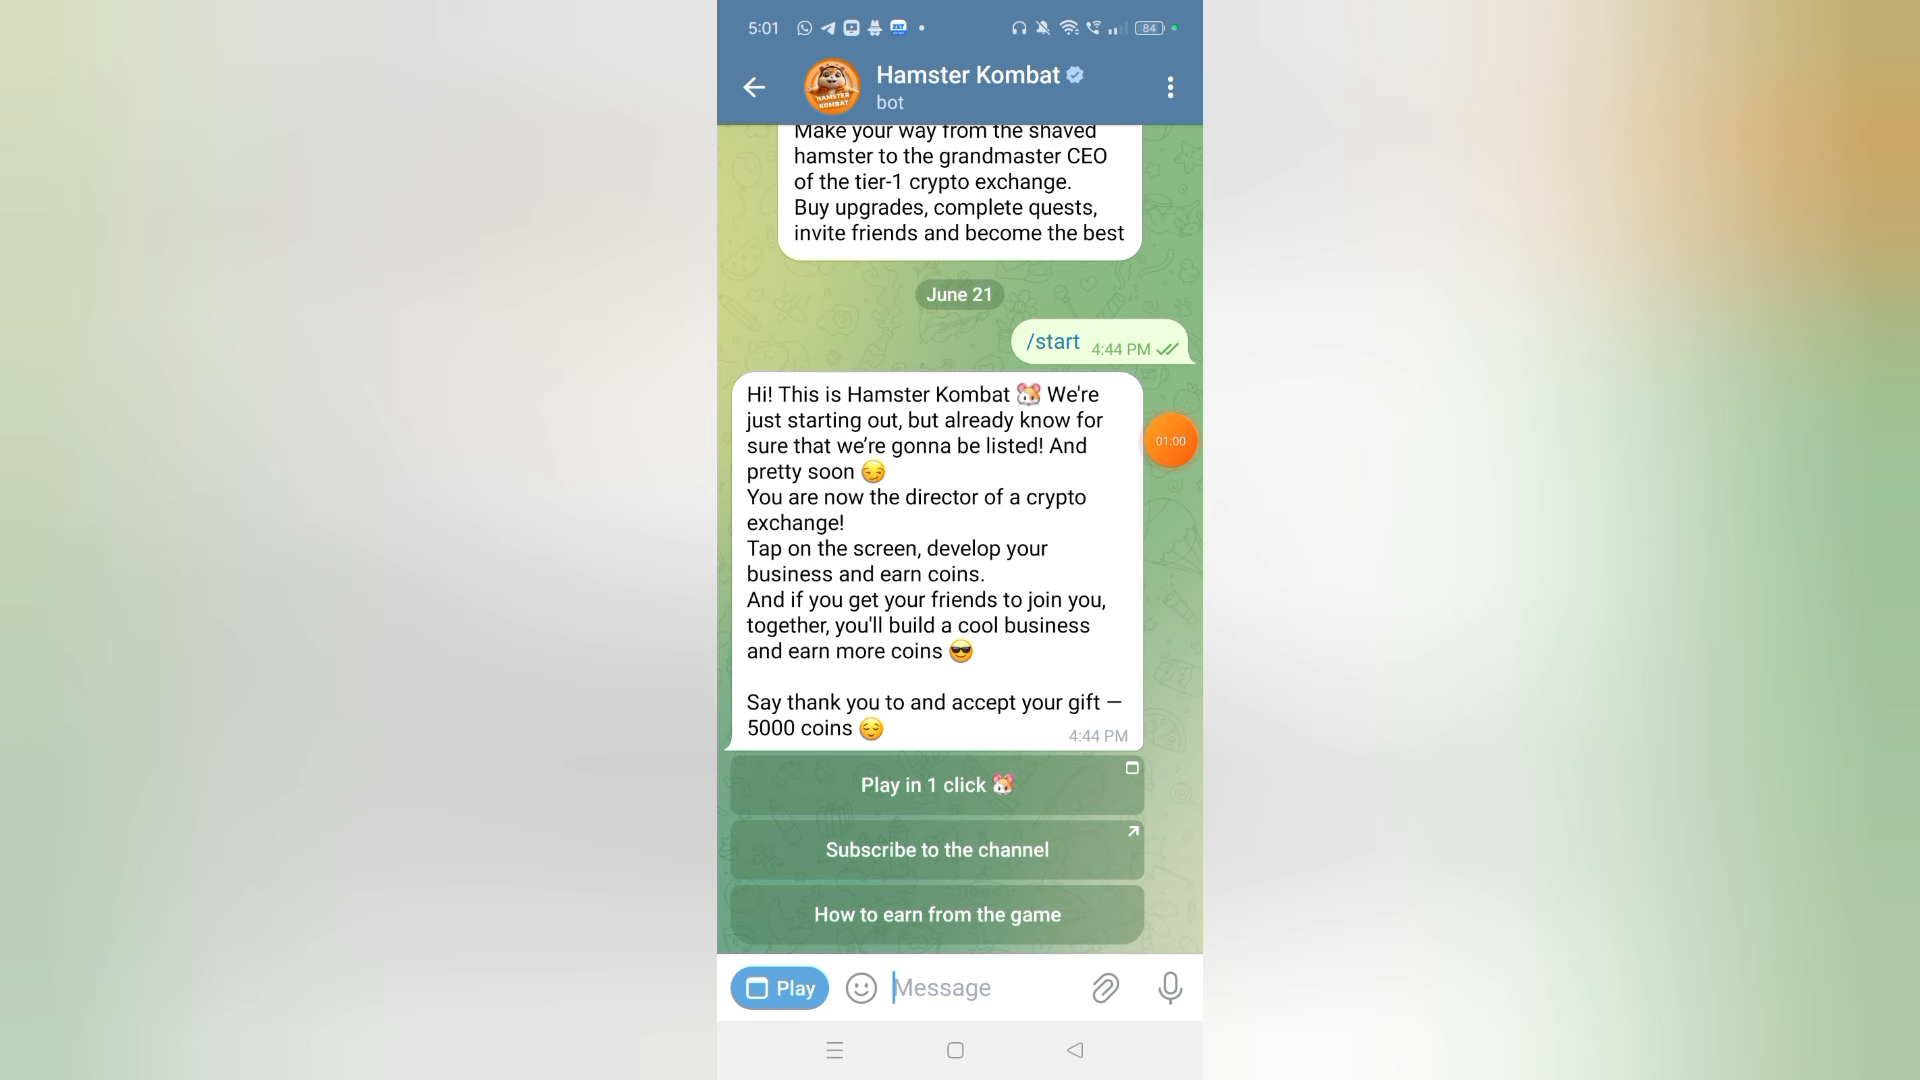 5:01
84
Hamster Kombat
bot
Make your way from the shaved
hamster to the grandmaster CEO
of the tier-1 crypto exchange.
Buy upgrades, complete quests,
invite friends and become the best
June 21
/start 4:44 PM
Hi! This is Hamster Kombat 🐹 We're
just starting out, but already know for
sure that we’re gonna be listed! And
pretty soon 😏
You are now the director of a crypto
exchange!
Tap on the screen, develop your
business and earn coins.
And if you get your friends to join you,
together, you'll build a cool business
and earn more coins 😎
Say thank you to and accept your gift —
5000 coins 😌
4:44 PM
01:00
Play in 1 click 🐹
Subscribe to the channel
How to earn from the game
Play
Message